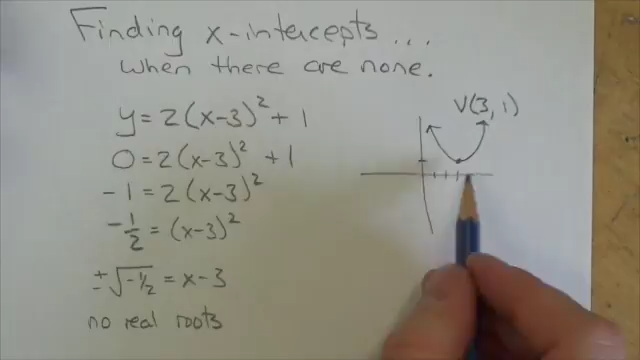 Finding x-intercepts...
when there are none.
y = 2(x-3)² + 1
V(3, 1)
0 = 2(x-3)² + 1
-1 = 2(x-3)²
-½ = (x-3)²
±√-½ = x-3
no real roots